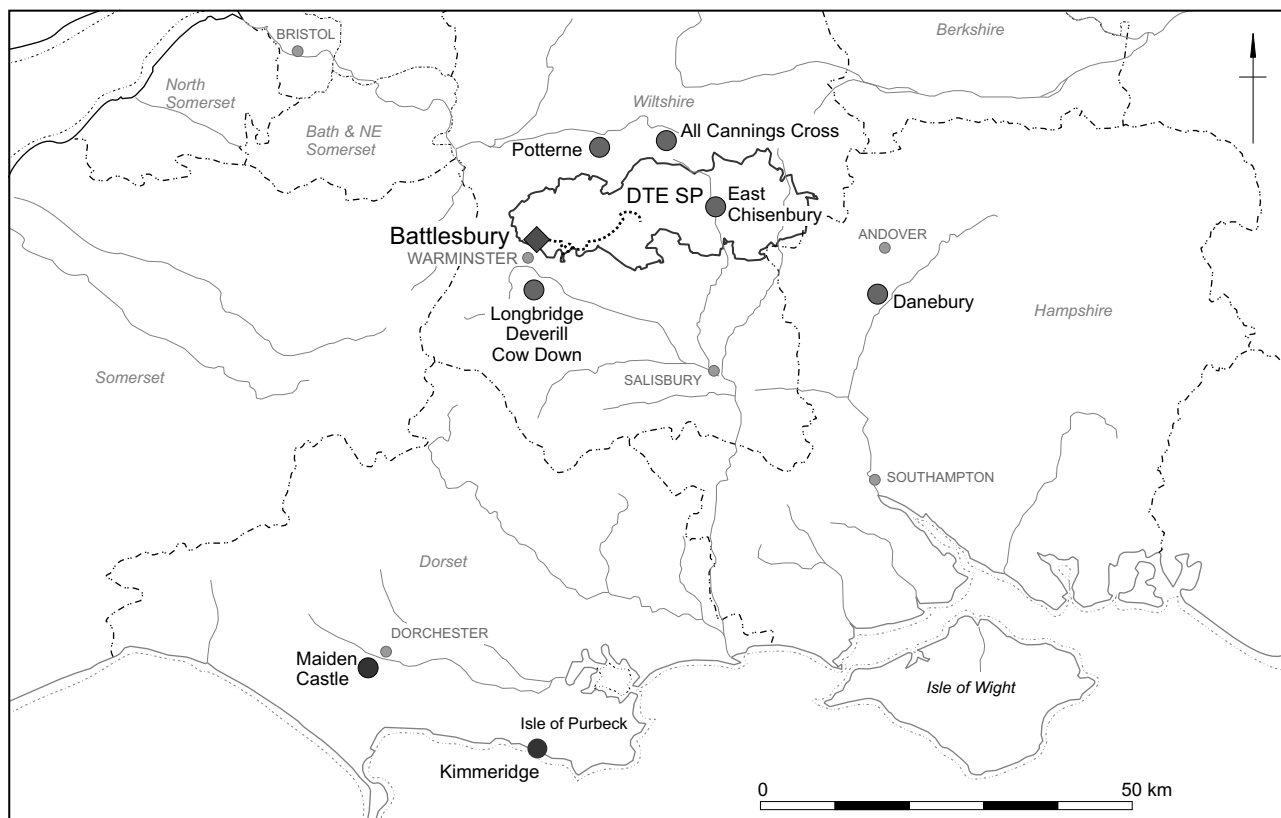 BRISTOL
Berkshire
North
Somerset
Wiltshire
Bath & NE
Somerset
All Cannings Cross
Potterne
DTE SP
East
Chisenbury
Battlesbury
WARMINSTER
ANDOVER
Danebury
Hampshire
Longbridge
Deverill
Cow Down
Somerset
SALISBURY
SOUTHAMPTON
Dorset
DORCHESTER
Maiden
Castle
Isle of Wight
Isle of Purbeck
Kimmeridge
0
50 km